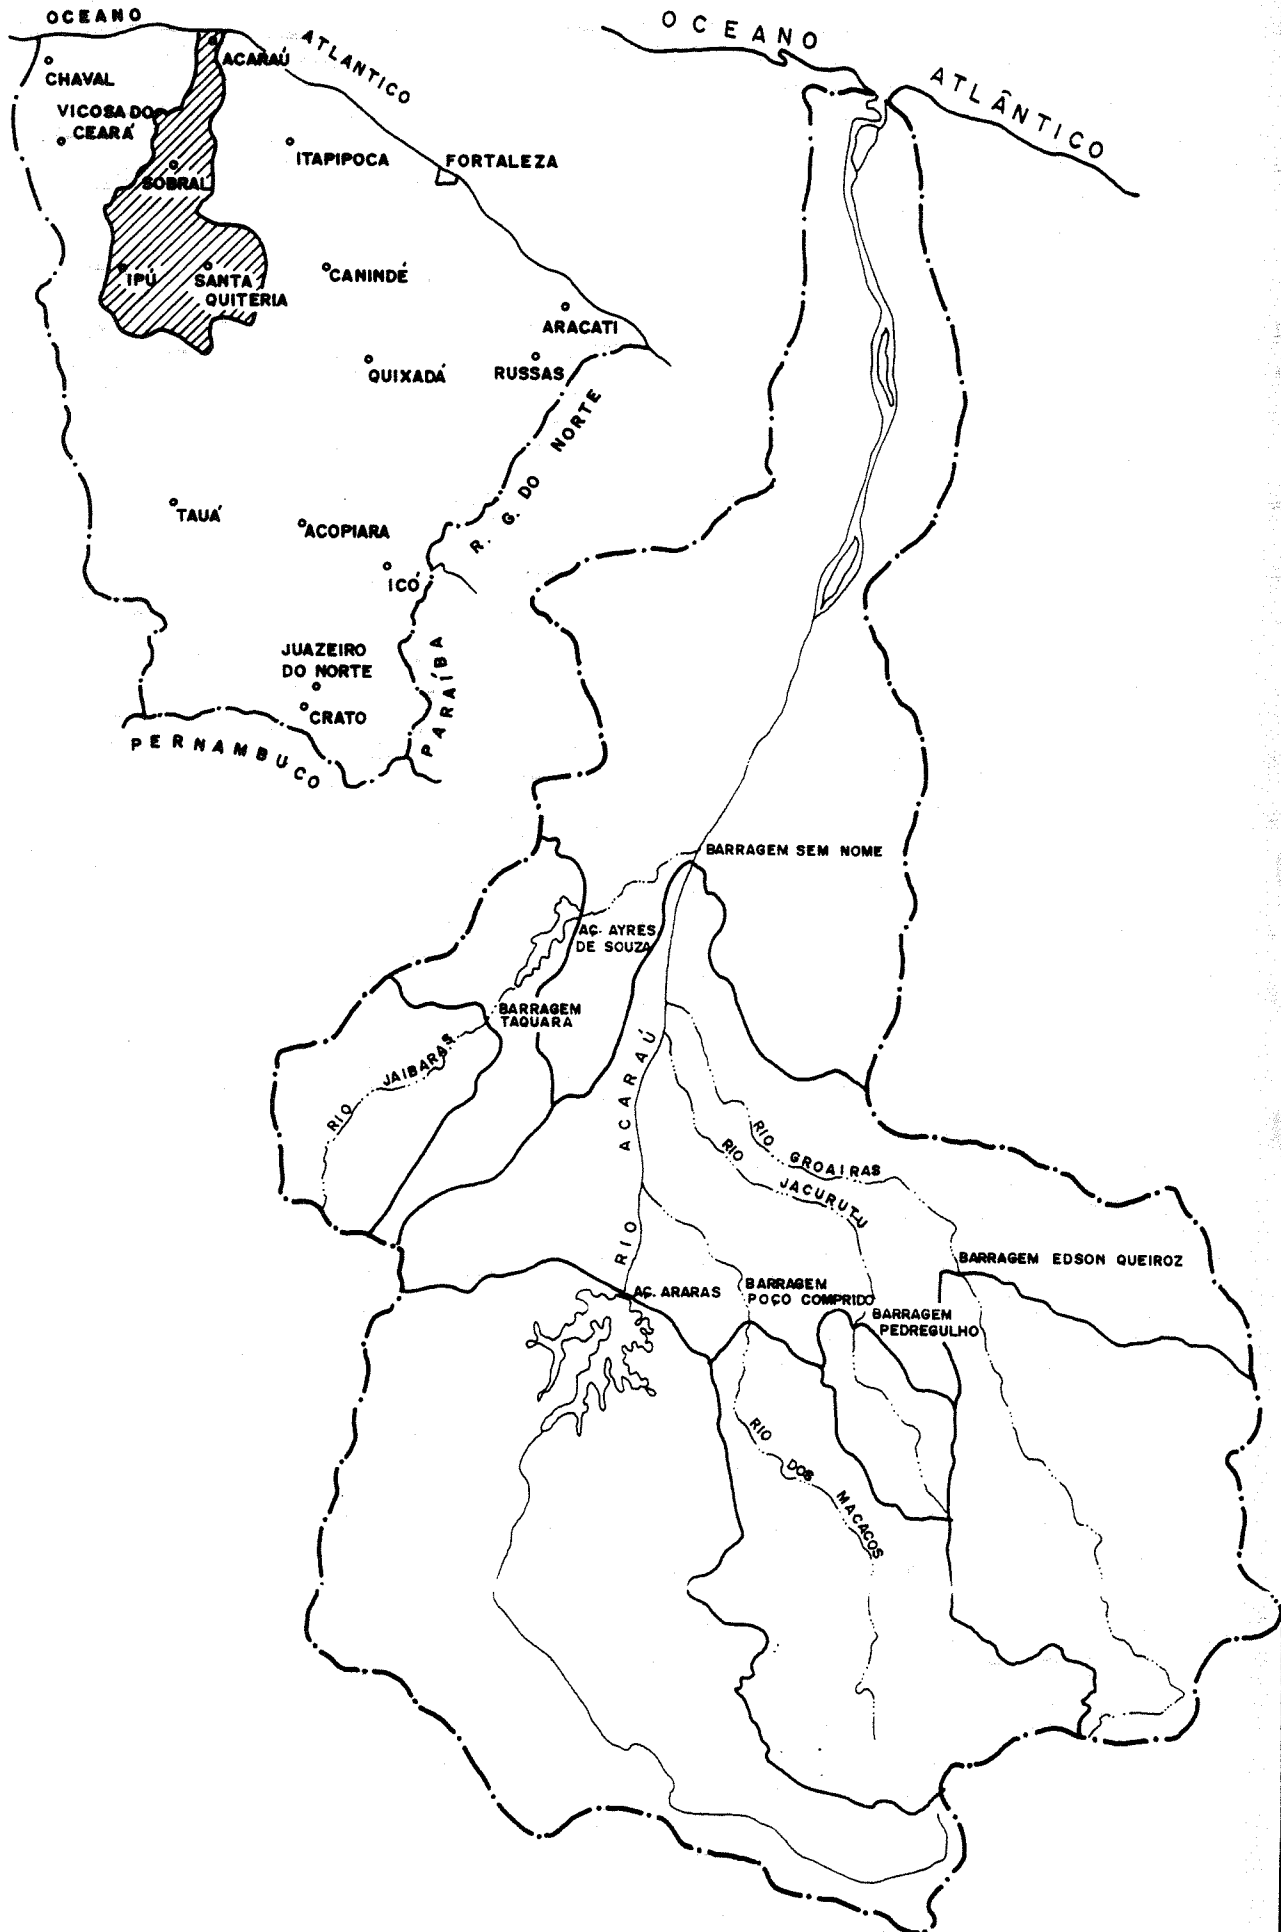 OCEANO
ATLANTICO
ACARAÚ
CHAVAL
VICOSA DO
CEARÁ
ITAPIPOCA
FORTALEZA
SOBRAL
IPÚ
SANTA
QUITERIA
CANINDÉ
ARACATI
QUIXADÁ
RUSSAS
R. G. DO NORTE
TAUÁ
ACOPIARA
ICÓ
JUAZEIRO
DO NORTE
CRATO
PARAÍBA
PERNAMBUCO
OCEANO
ATLÂNTICO
BARRAGEM SEM NOME
AÇ. AYRES
DE SOUZA
BARRAGEM
TAQUARA
RIO JAIBARAS
RIO ACARAÚ
RIO GROAIRAS
RIO JACURUTU
BARRAGEM EDSON QUEIROZ
AÇ. ARARAS
BARRAGEM
POÇO COMPRIDO
BARRAGEM
PEDREGULHO
RIO DOS MACACOS